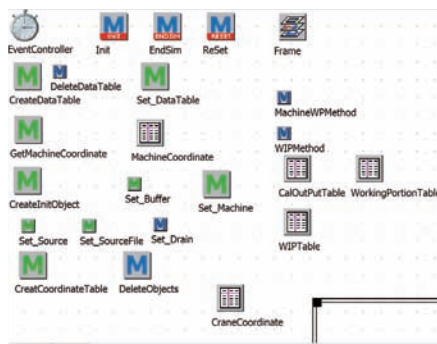 EventController Init EndSim ReSet Frame
DeleteDataTable
CreateDataTable Set_DataTable
MachineWPMethod
GetMachineCoordinate MachineCoordinate
WIPMethod
CreateInitObject Set_Buffer Set_Machine CalOutPutTable WorkingPortionTable
Set_Source Set_SourceFile Set_Drain
WIPTable
CreatCoordinateTable DeleteObjects
CraneCoordinate